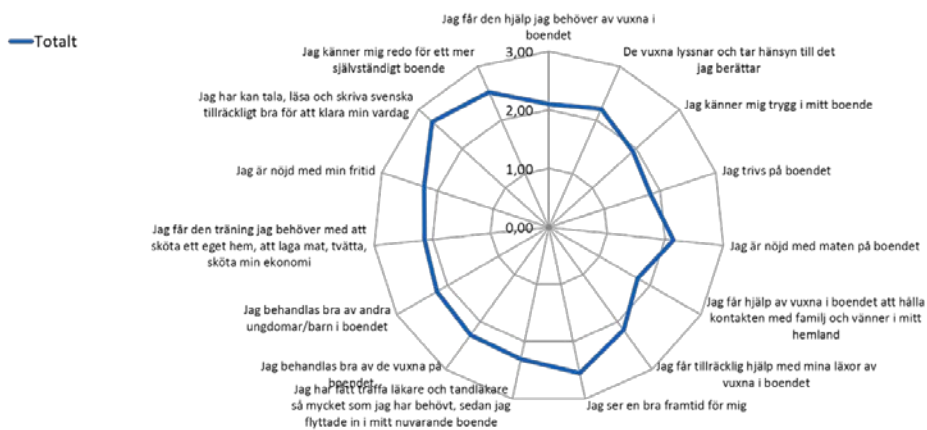 Totalt
Jag får den hjälp jag behöver av vuxna i
boendet
De vuxna lyssnar och tar hänsyn till det
jag berättar
Jag känner mig trygg i mitt boende
Jag trivs på boendet
Jag är nöjd med maten på boendet
Jag får hjälp av vuxna i boendet att hålla
kontakten med familj och vänner i mitt
hemland
Jag får tillräcklig hjälp med mina läxor av
vuxna i boendet
Jag ser en bra framtid för mig
Jag har fått träffa läkare och tandläkare
så mycket som jag har behövt, sedan jag
flyttade in i mitt nuvarande boende
Jag behandlas bra av de vuxna på
boendet
Jag behandlas bra av andra
ungdomar/barn i boendet
Jag får den träning jag behöver med att
sköta ett eget hem, att laga mat, tvätta,
sköta min ekonomi
Jag är nöjd med min fritid
Jag har kan tala, läsa och skriva svenska
tillräckligt bra för att klara min vardag
Jag känner mig redo för ett mer
självständigt boende
3,00
2,00
1,00
0,00